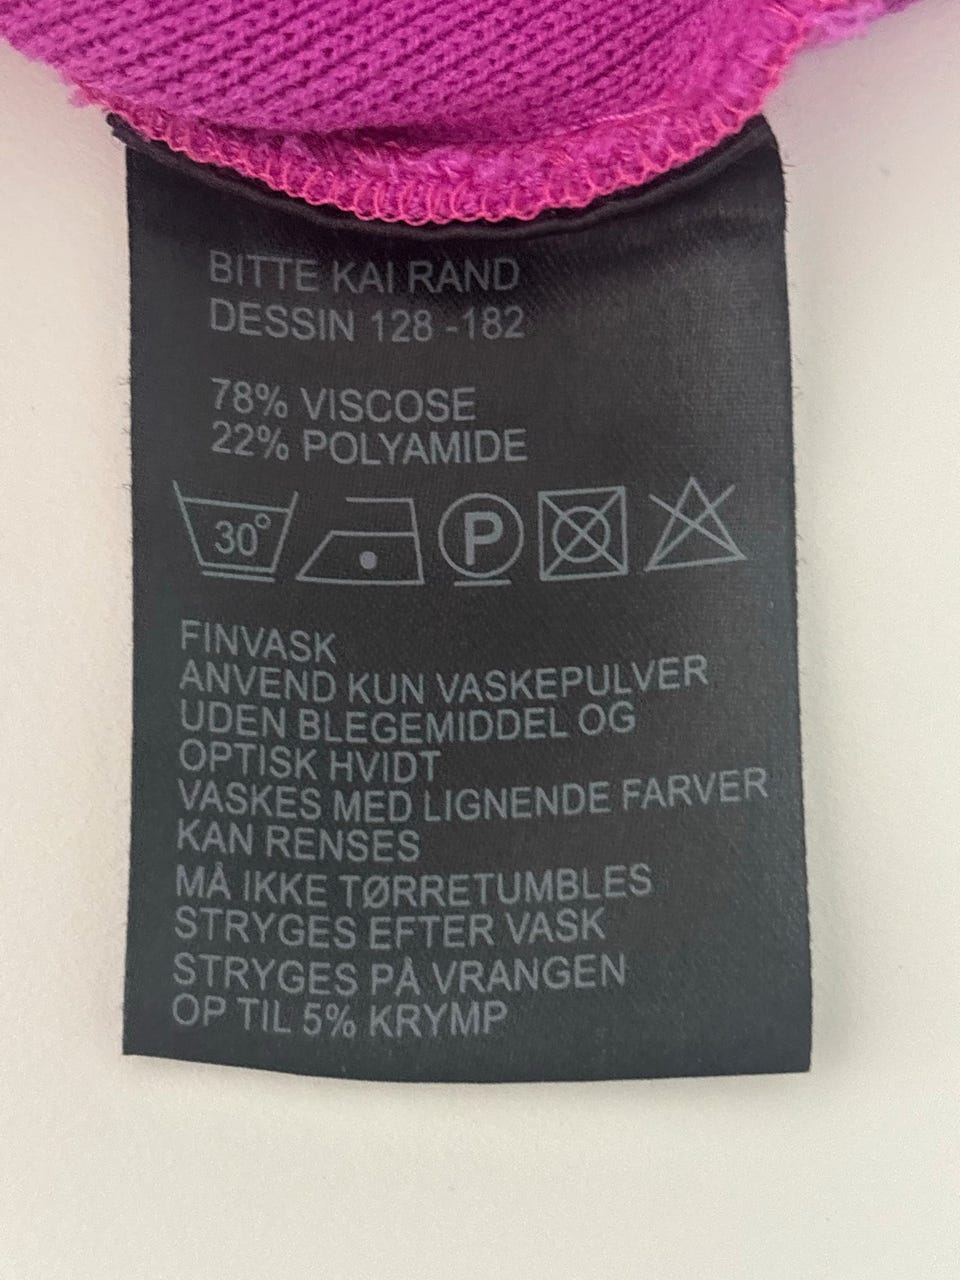 BITTE KAI RAND
DESSIN 128 -182
78% VISCOSE
22% POLYAMIDE
30° P
FINVASK
ANVEND KUN VASKEPULVER
UDEN BLEGEMIDDEL OG
OPTISK HVIDT
VASKES MED LIGNENDE FARVER
KAN RENSES
MÅ IKKE TØRRETUMBLES
STRYGES EFTER VASK
STRYGES PÅ VRANGEN
OP TIL 5% KRYMP